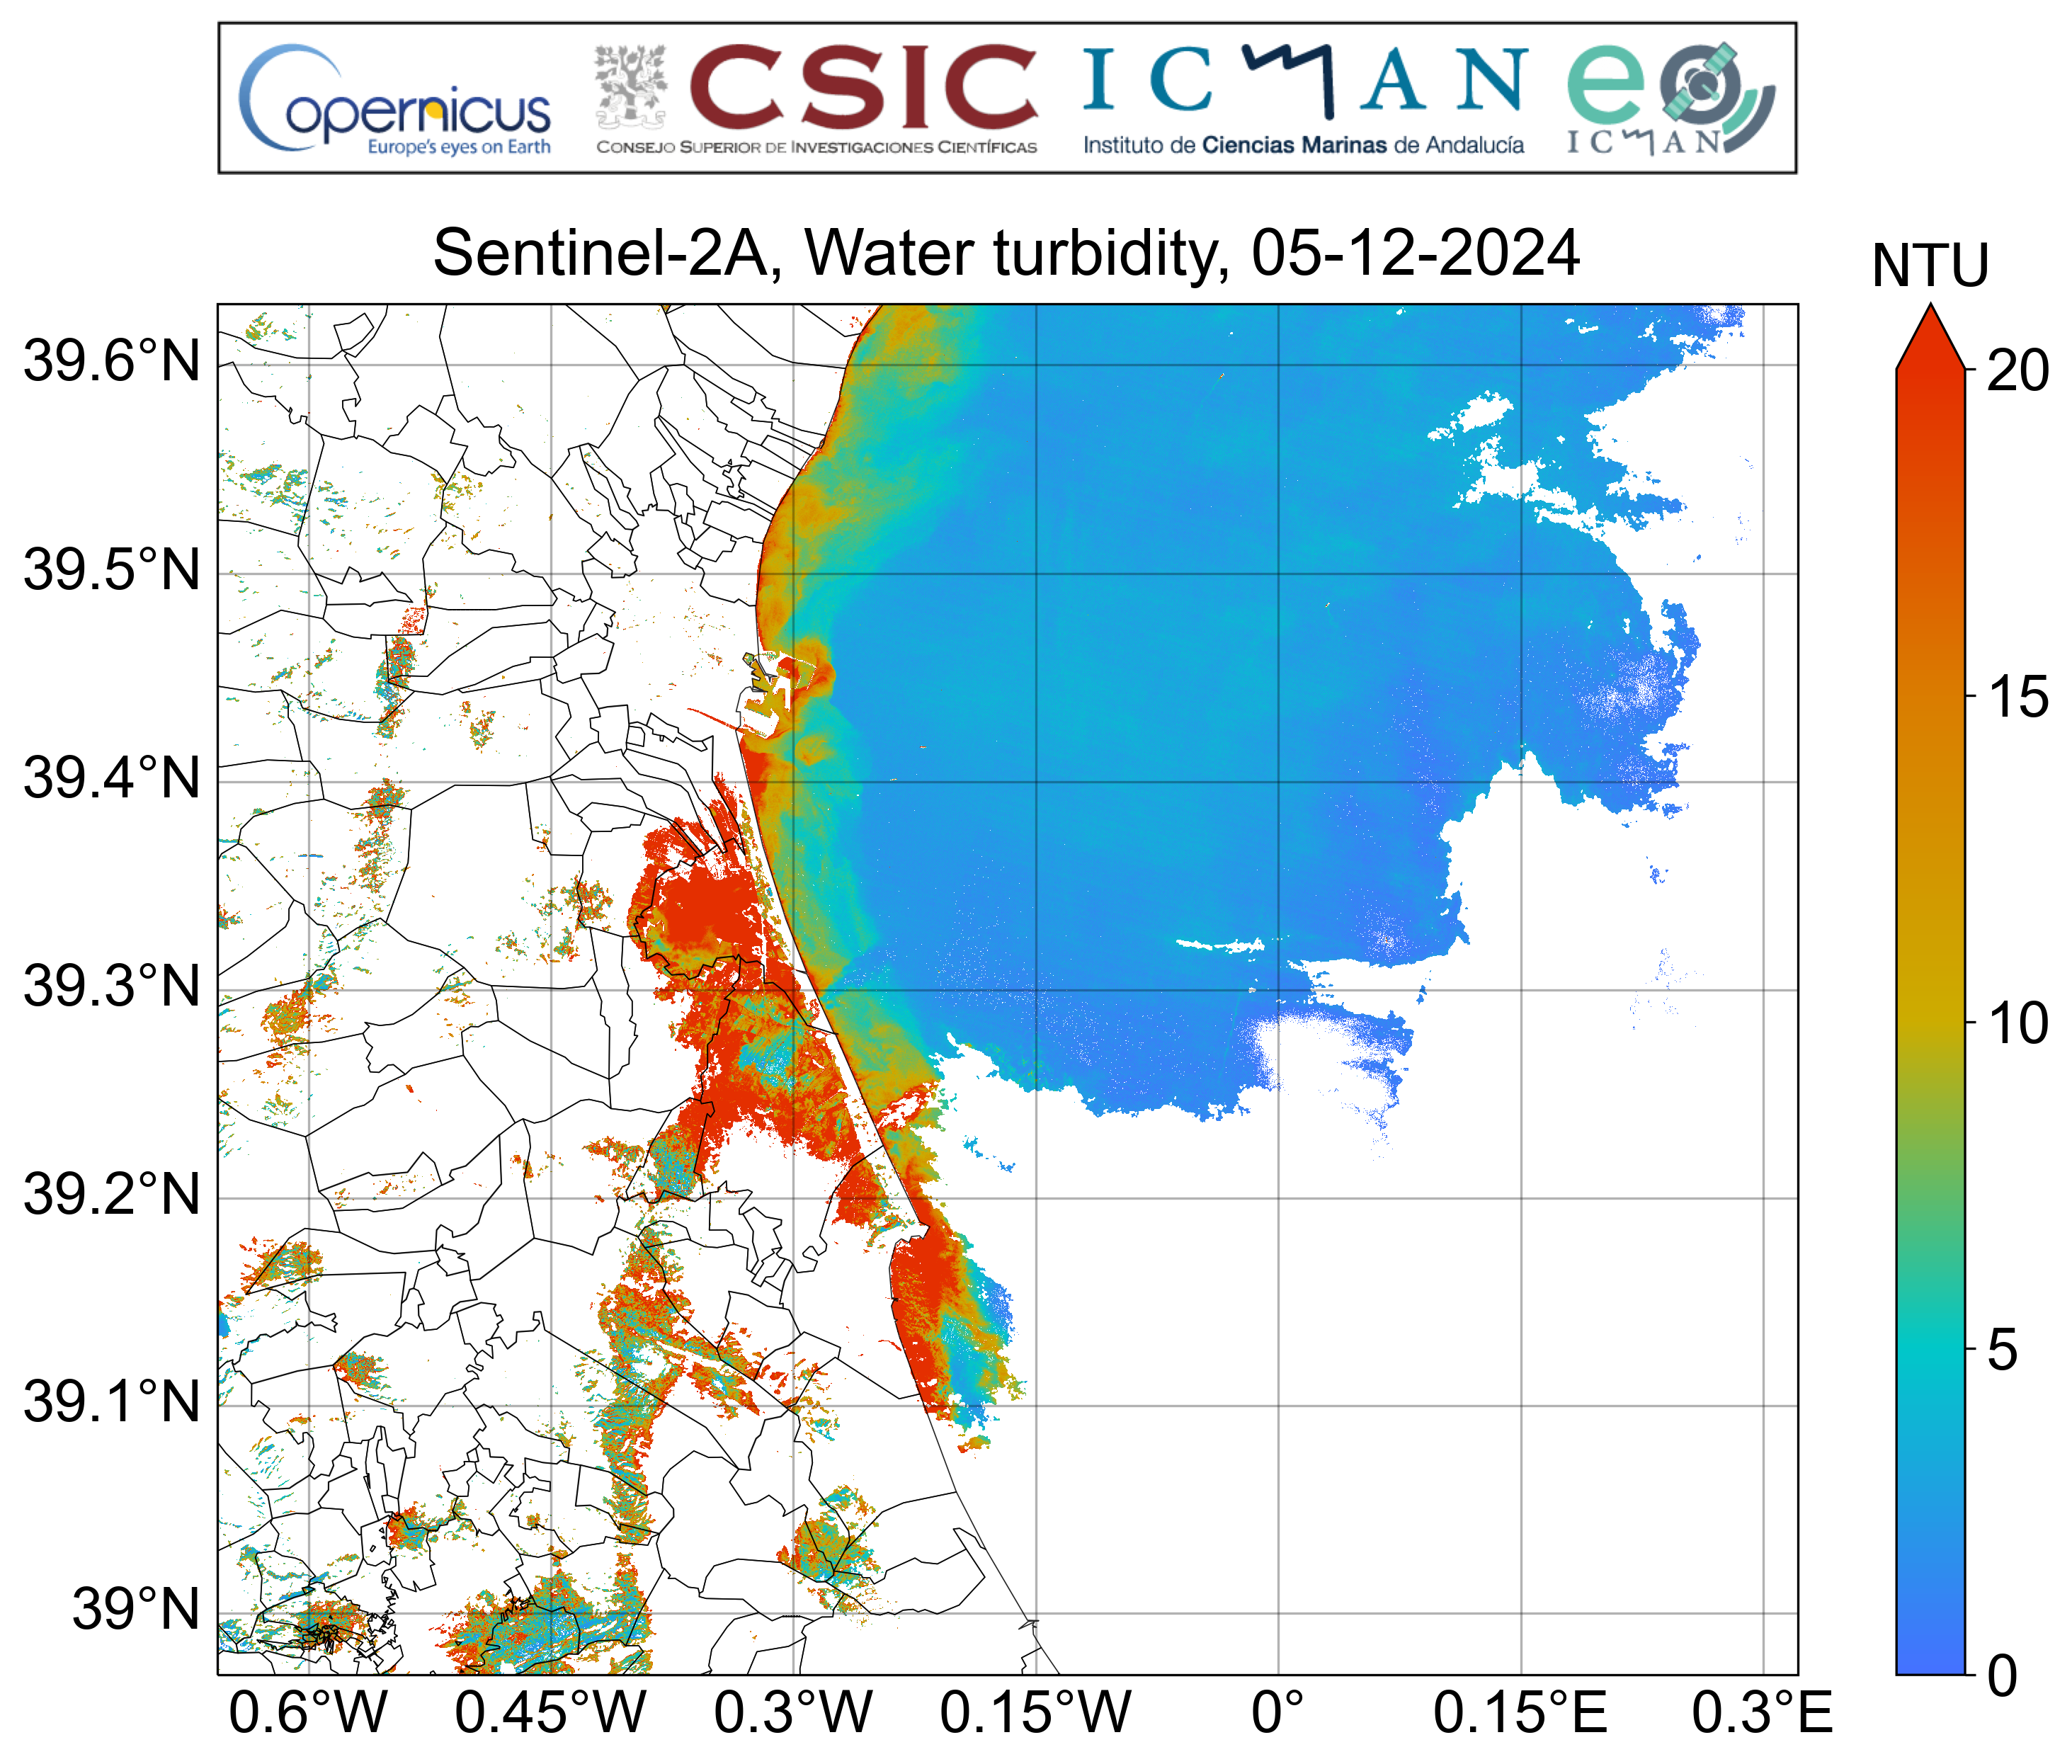 Copernicus
Europe's eyes on Earth
CSIC
CONSEJO SUPERIOR DE INVESTIGACIONES CIENTÍFICAS
ICMAN
Instituto de Ciencias Marinas de Andalucía
eo
ICMAN
Sentinel-2A, Water turbidity, 05-12-2024
NTU
39.6°N
39.5°N
39.4°N
39.3°N
39.2°N
39.1°N
39°N
0.6°W
0.45°W
0.3°W
0.15°W
0°
0.15°E
0.3°E
20
15
10
5
0